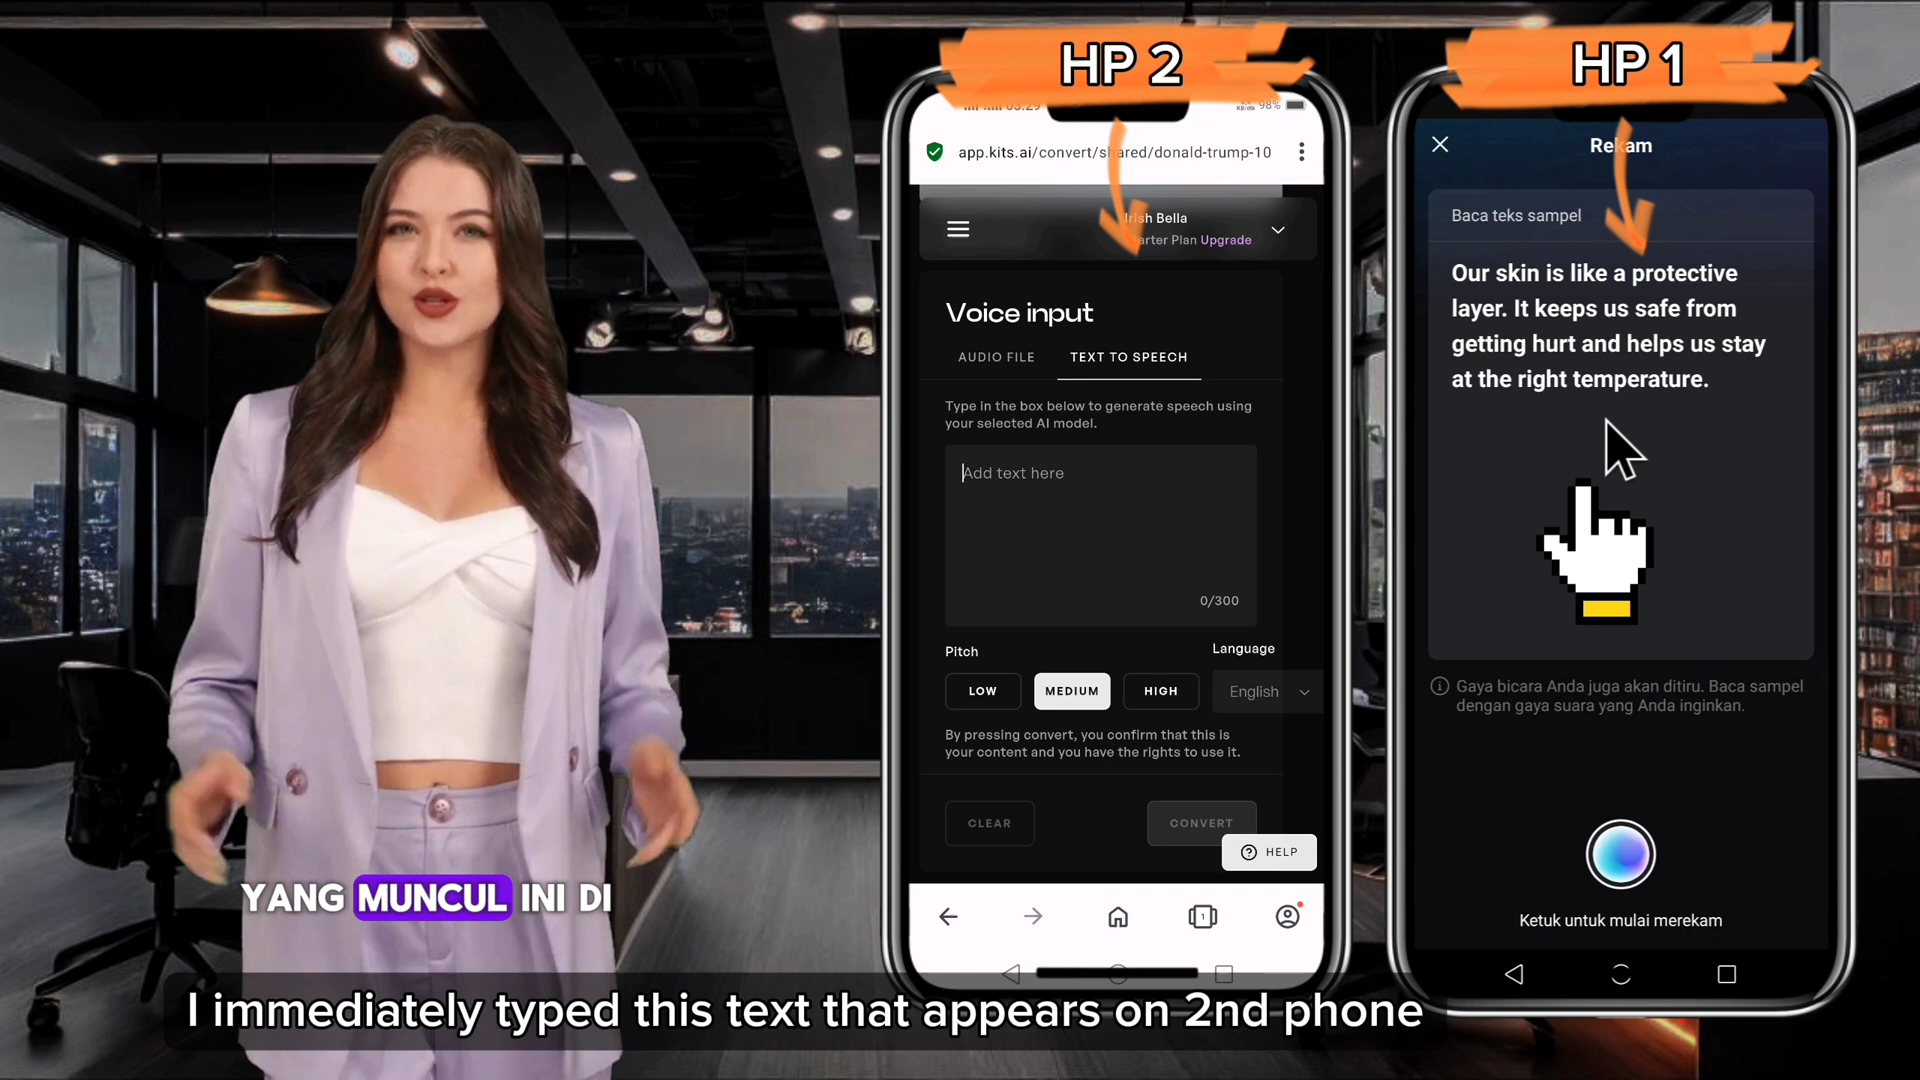 HP 2
HP 1
98%
app.kits.ai/convert/shared/donald-trump-10
Irish Bella
Plan Upgrade
Voice input
AUDIO FILE
TEXT TO SPEECH
Type in the box below to generate speech using
your selected AI model.
Add text here
0/300
Pitch
Language
LOW
MEDIUM
HIGH
English
By pressing convert, you confirm that this is
your content and you have the rights to use it.
CLEAR
CONVERT
HELP
1
Rekam
Baca teks sampel
Our skin is like a protective
layer. It keeps us safe from
getting hurt and helps us stay
at the right temperature.
Gaya bicara Anda juga akan ditiru. Baca sampel
dengan gaya suara yang Anda inginkan.
Ketuk untuk mulai merekam
YANG MUNCUL INI DI
I immediately typed this text that appears on 2nd phone